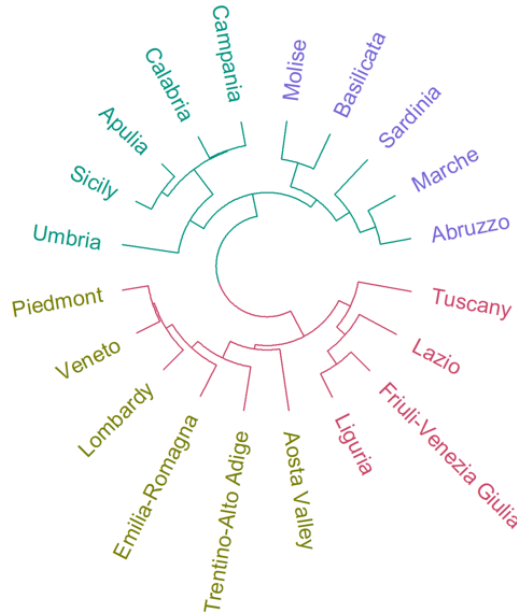 Campania
Calabria
Apulia
Sicily
Umbria
Molise
Basilicata
Sardinia
Marche
Abruzzo
Piedmont
Veneto
Lombardy
Emilia-Romagna
Trentino-Alto Adige
Aosta Valley
Liguria
Friuli-Venezia Giulia
Lazio
Tuscany